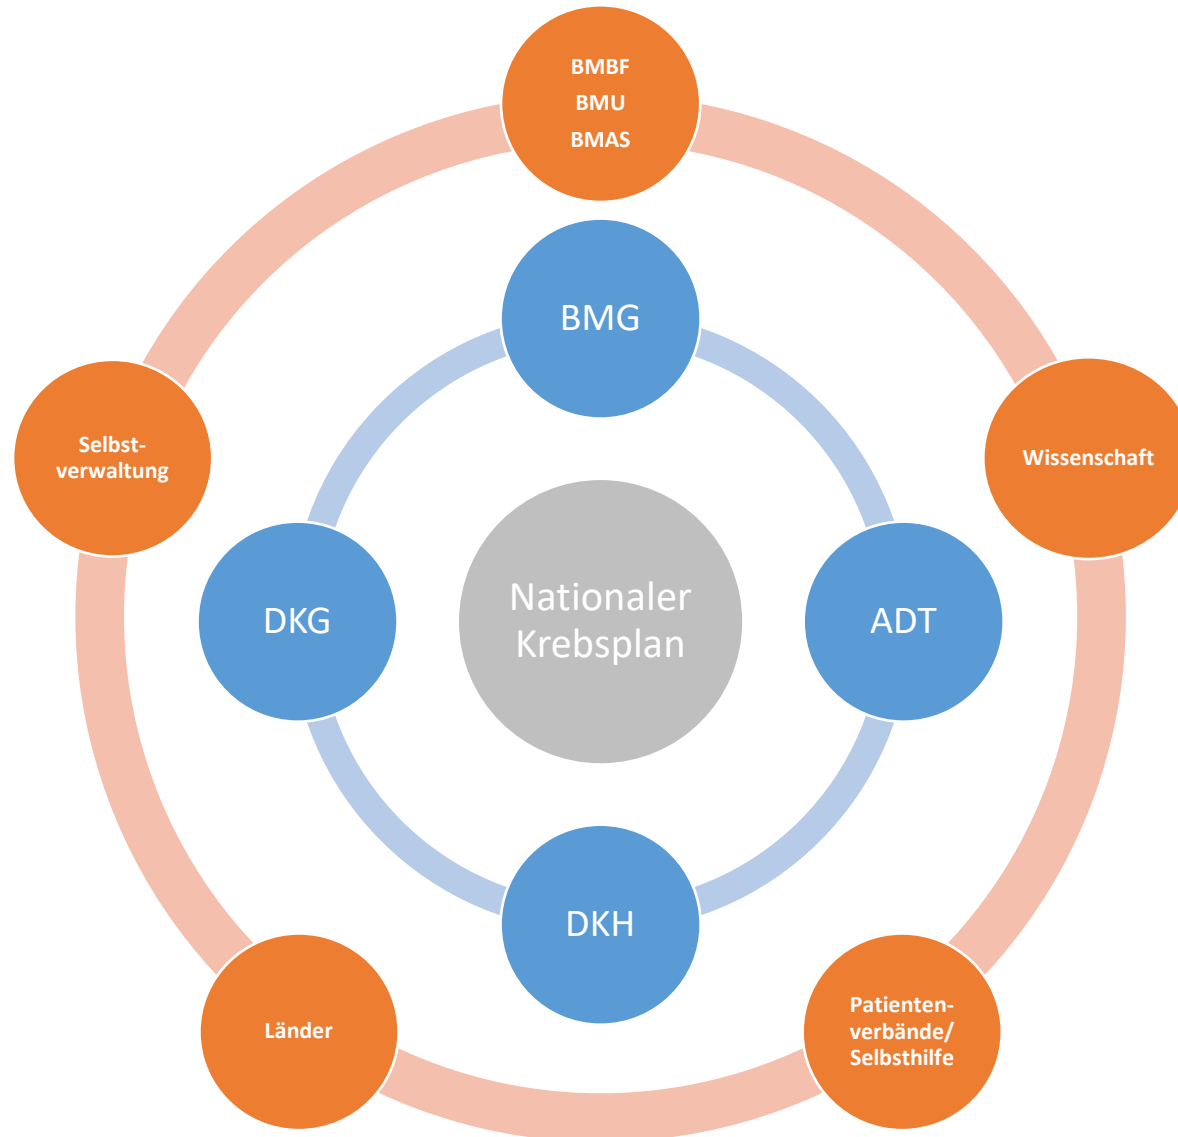 BMBF
BMU
BMAS
BMG
Selbst-
verwaltung
Wissenschaft
DKG
Nationaler
Krebsplan
ADT
DKH
Länder
Patienten-
verbände/
Selbsthilfe